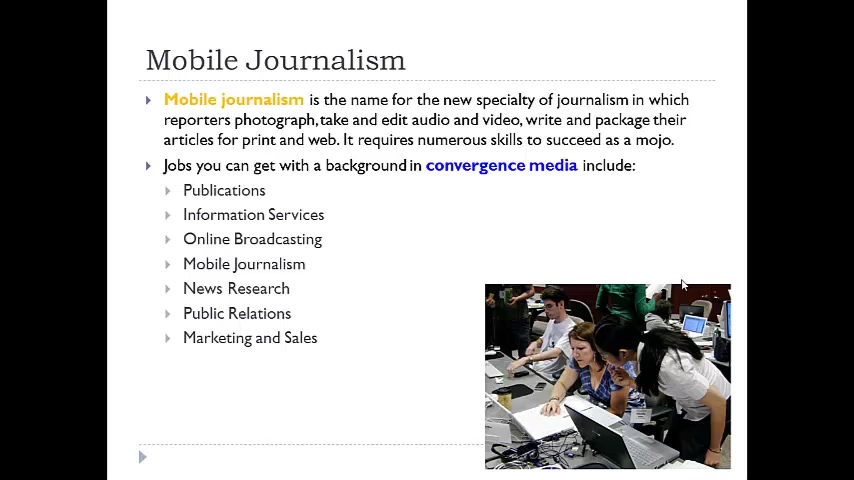 Mobile Journalism
Mobile journalism is the name for the new specialty of journalism in which
reporters photograph, take and edit audio and video, write and package their
articles for print and web. It requires numerous skills to succeed as a mojo.
Jobs you can get with a background in convergence media include:
Publications
Information Services
Online Broadcasting
Mobile Journalism
News Research
Public Relations
Marketing and Sales